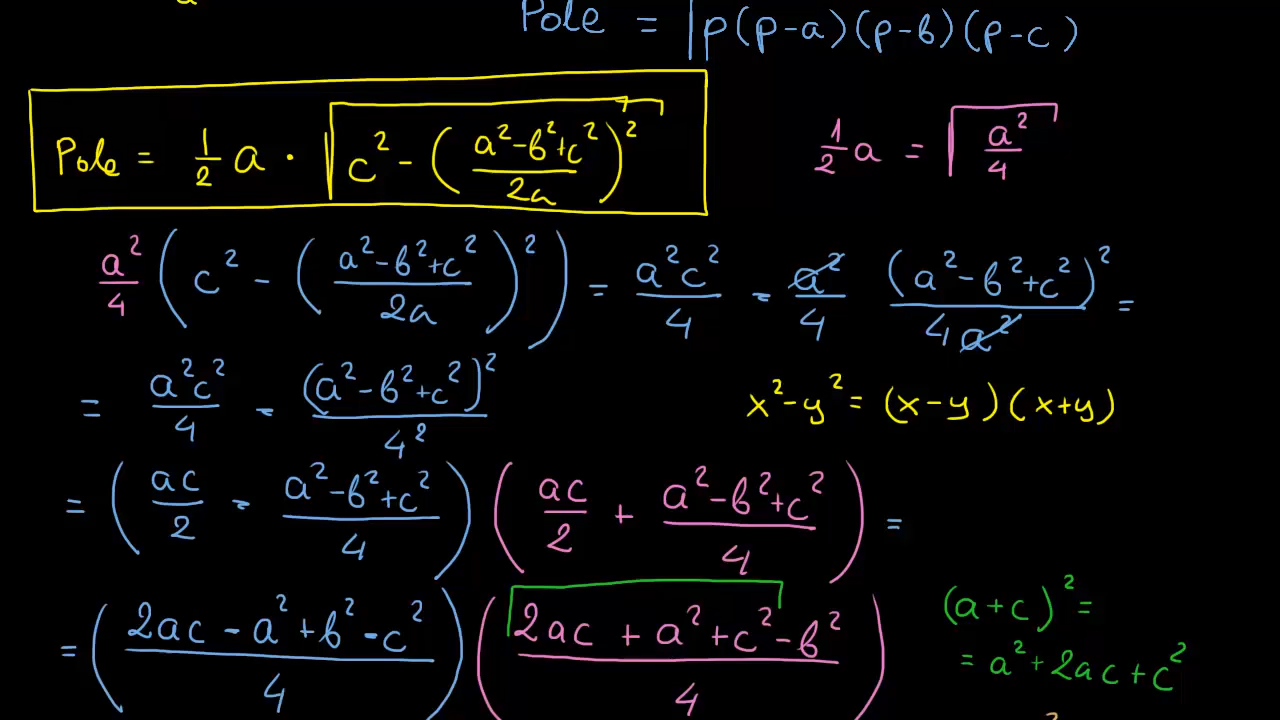 a
Pole = √p(p-a)(p-b)(p-c)
Pole = 1/2 a · √(c² - ((a²-b²+c²)/2a)²)
1/2 a = √(a²/4)
a²/4 (c² - ((a²-b²+c²)/2a)²) = a²c²/4 - a²/4 (a²-b²+c²)²/4a² =
= a²c²/4 - (a²-b²+c²)²/4²
x²-y² = (x-y)(x+y)
= (ac/2 - (a²-b²+c²)/4)(ac/2 + (a²-b²+c²)/4) =
= ((2ac - a² + b² - c²)/4)((2ac + a² + c² - b²)/4)
(a+c)² =
= a² + 2ac + c²